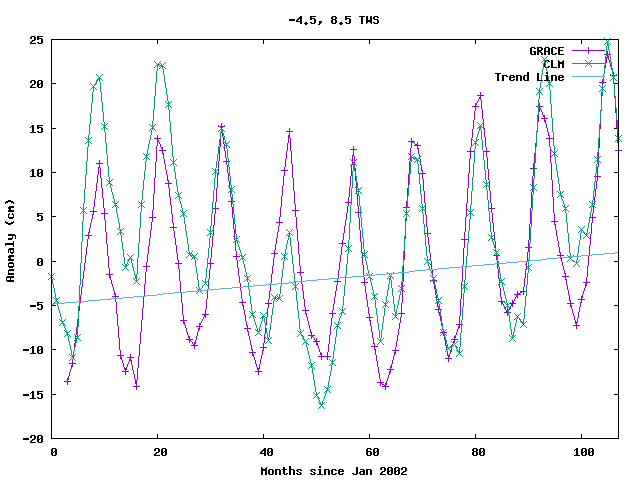 -4.5, 8.5 TWS
GRACE
CLM
Trend Line
25
20
15
10
5
0
-5
-10
-15
-20
Anomaly (cm)
0 20 40 60 80 100
Months since Jan 2002